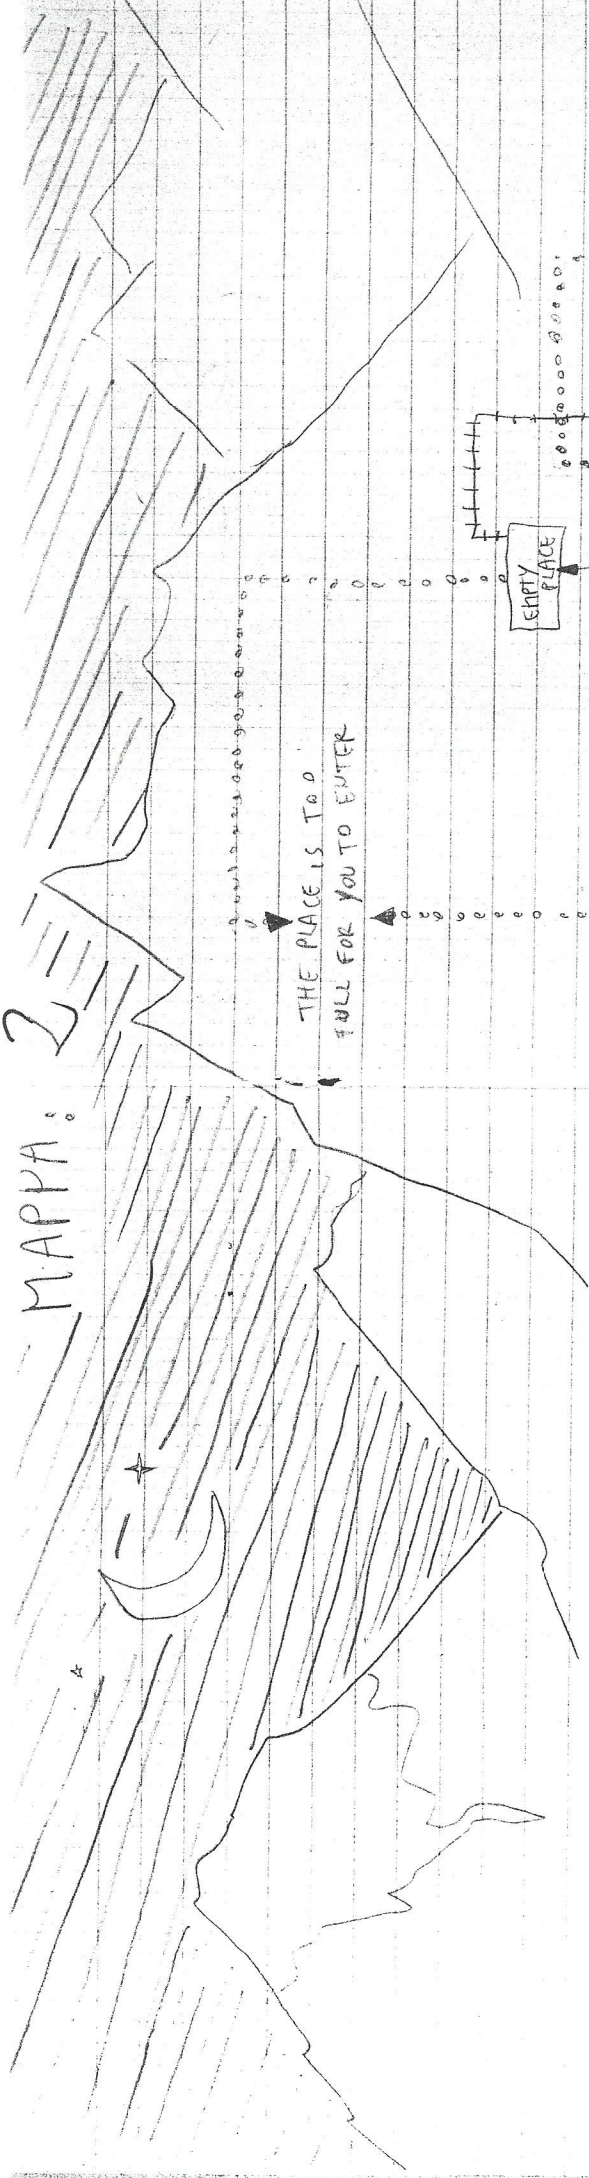 MAPPA: 2
THE PLACE IS TOO
FULL FOR YOU TO ENTER
EMPTY
PLACE